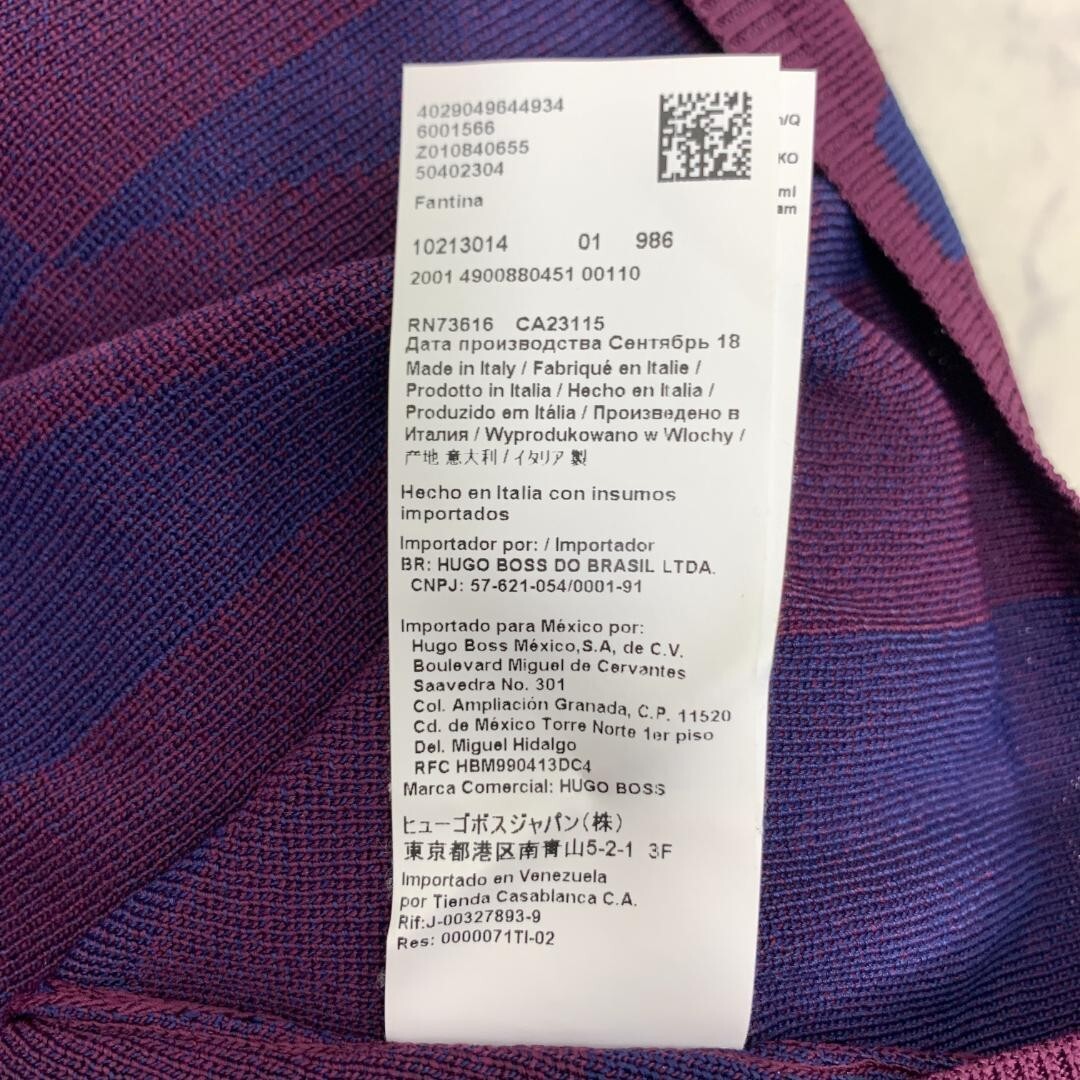 4029049644934
6001566
Z010840655
50402304
Fantina
10213014 01 986
2001 4900880451 00110
RN73616 CA23115
Дата производства Сентябрь 18
Made in Italy / Fabriqué en Italie /
Prodotto in Italia / Hecho en Italia /
Produzido em Itália / Произведено в
Италия / Wyprodukowano w Wlochy /
产地 意大利 / イタリア 製
Hecho en Italia con insumos
importados
Importador por: / Importador
BR: HUGO BOSS DO BRASIL LTDA.
CNPJ: 57-621-054/0001-91
Importado para México por:
Hugo Boss México,S.A, de C.V.
Boulevard Miguel de Cervantes
Saavedra No. 301
Col. Ampliación Granada, C.P. 11520
Cd. de México Torre Norte 1er piso
Del. Miguel Hidalgo
RFC HBM990413DC4
Marca Comercial: HUGO BOSS
ヒューゴボスジャパン(株)
東京都港区南青山5-2-1 3F
Importado en Venezuela
por Tienda Casablanca C.A.
Rif:J-00327893-9
Res: 0000071TI-02
/Q
KO
ml
am